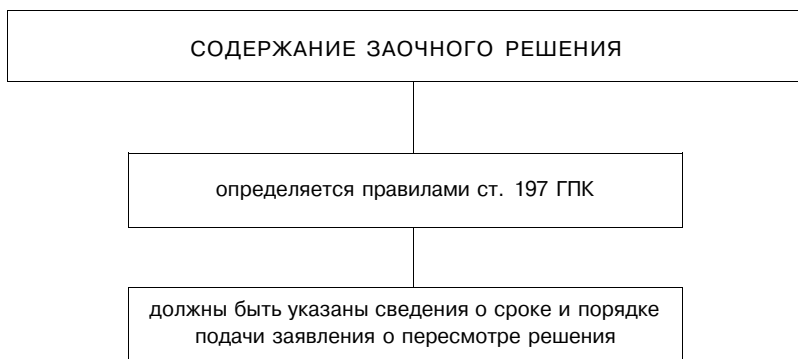 СОДЕРЖАНИЕ ЗАОЧНОГО РЕШЕНИЯ
определяется правилами ст. 197 ГПК
должны быть указаны сведения о сроке и порядке
подачи заявления о пересмотре решения